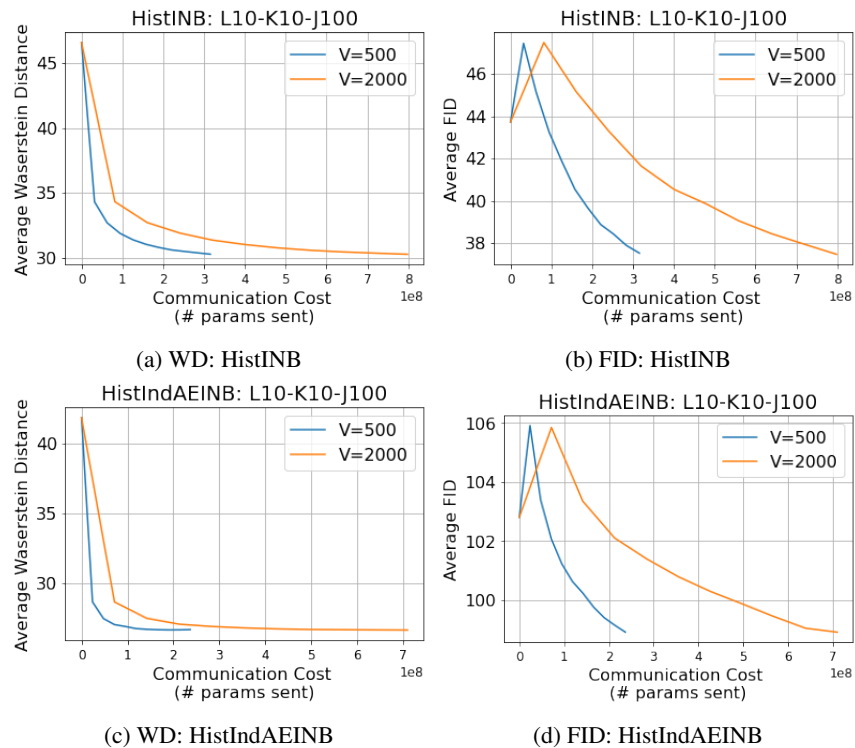 HistINB: L10-K10-J100
V=500
V=2000
45
40
35
30
Average Waserstein Distance
0 1 2 3 4 5 6 7 8
1e8
Communication Cost
(# params sent)
(a) WD: HistINB
HistINB: L10-K10-J100
V=500
V=2000
46
44
42
40
38
Average FID
0 1 2 3 4 5 6 7 8
1e8
Communication Cost
(# params sent)
(b) FID: HistINB
HistIndAEINB: L10-K10-J100
V=500
V=2000
40
35
30
Average Waserstein Distance
0 1 2 3 4 5 6 7
1e8
Communication Cost
(# params sent)
(c) WD: HistIndAEINB
HistIndAEINB: L10-K10-J100
V=500
V=2000
106
104
102
100
Average FID
0 1 2 3 4 5 6 7
1e8
Communication Cost
(# params sent)
(d) FID: HistIndAEINB